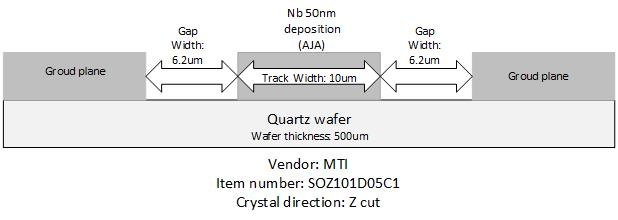 Nb 50nm
deposition
(AJA)
Gap
Width:
6.2um
Gap
Width:
6.2um
Groud plane
Track Width: 10um
Groud plane
Quartz wafer
Wafer thickness: 500um
Vendor: MTI
Item number: SOZ101D05C1
Crystal direction: Z cut